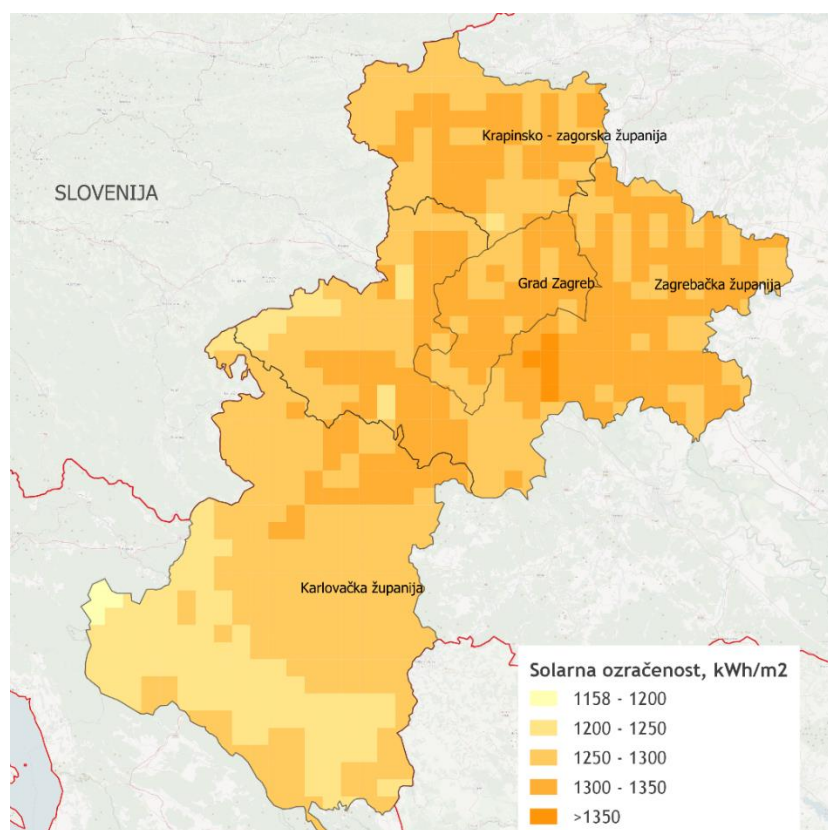 Krapinsko - zagorska županija
SLOVENIJA
Grad Zagreb
Zagrebačka županija
Karlovačka županija
Solarna ozračenost, kWh/m2
1158 - 1200
1200 - 1250
1250 - 1300
1300 - 1350
>1350